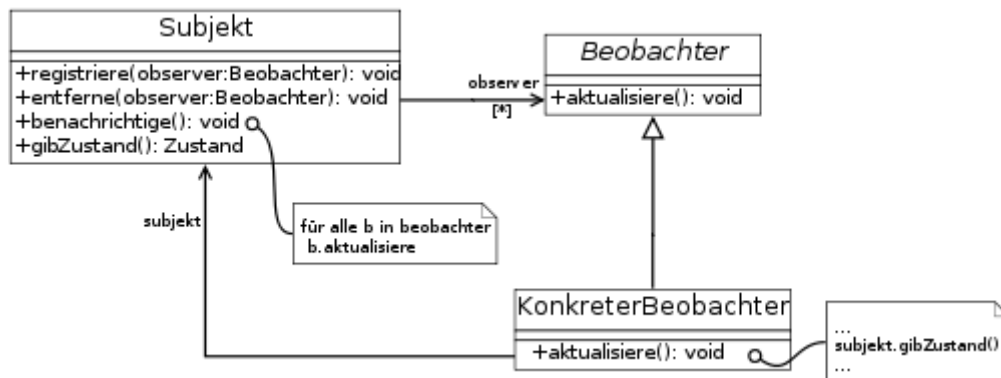 Subjekt
+registriere(observer:Beobachter): void
+entferne(observer:Beobachter): void
+benachrichtige(): void
+gibZustand(): Zustand
observer
[*]
Beobachter
+aktualisiere(): void
subjekt
für alle b in beobachter
b.aktualisiere
KonkreterBeobachter
+aktualisiere(): void
...
subjekt.gibZustand()
...